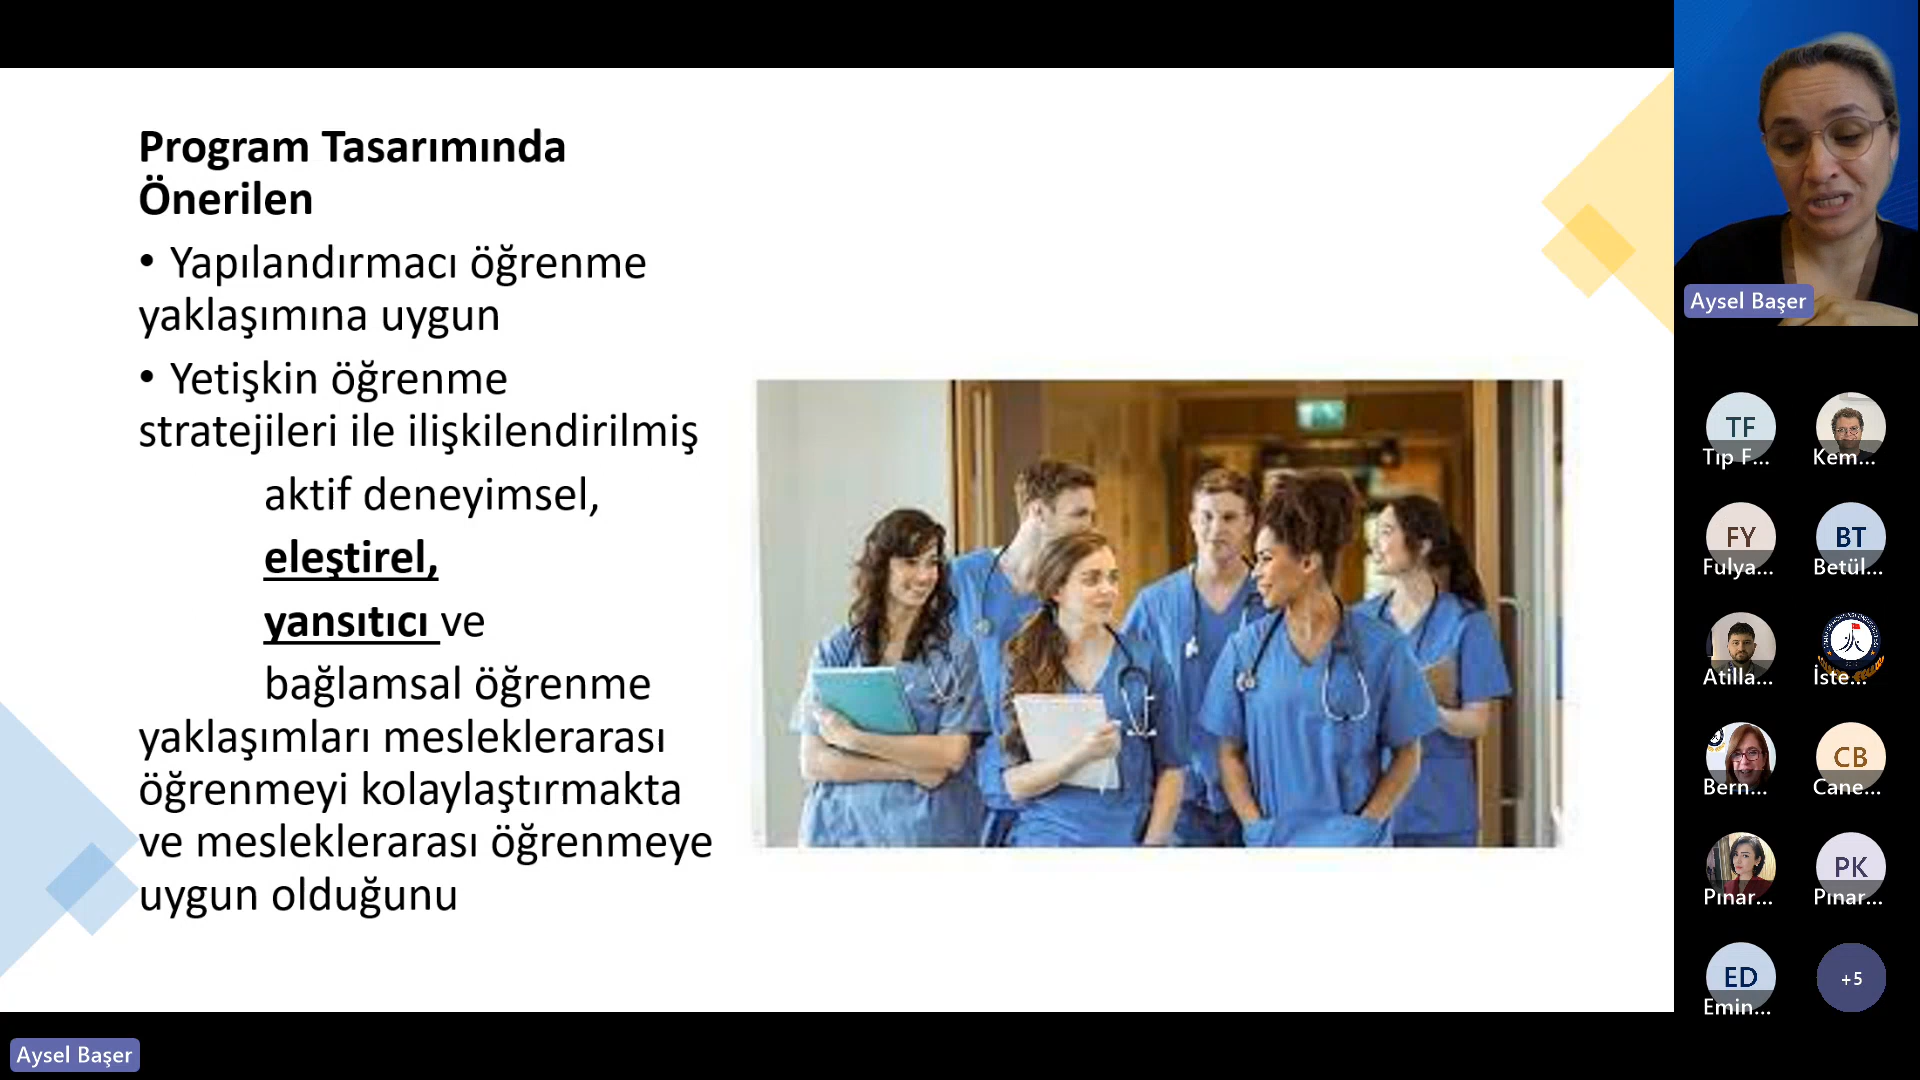 Program Tasarımında
Önerilen
• Yapılandırmacı öğrenme
yaklaşımına uygun
• Yetişkin öğrenme
stratejileri ile ilişkilendirilmiş
aktif deneyimsel,
eleştirel,
yansıtıcı ve
bağlamsal öğrenme
yaklaşımları mesleklerarası
öğrenmeyi kolaylaştırmakta
ve mesleklerarası öğrenmeye
uygun olduğunu
Aysel Başer
TF
Tıp F...
Kem...
FY
Fulya...
BT
Betül...
Atilla...
İste...
Bern...
CB
Cane...
Pınar...
PK
Pınar...
ED
Emin...
+5
Aysel Başer